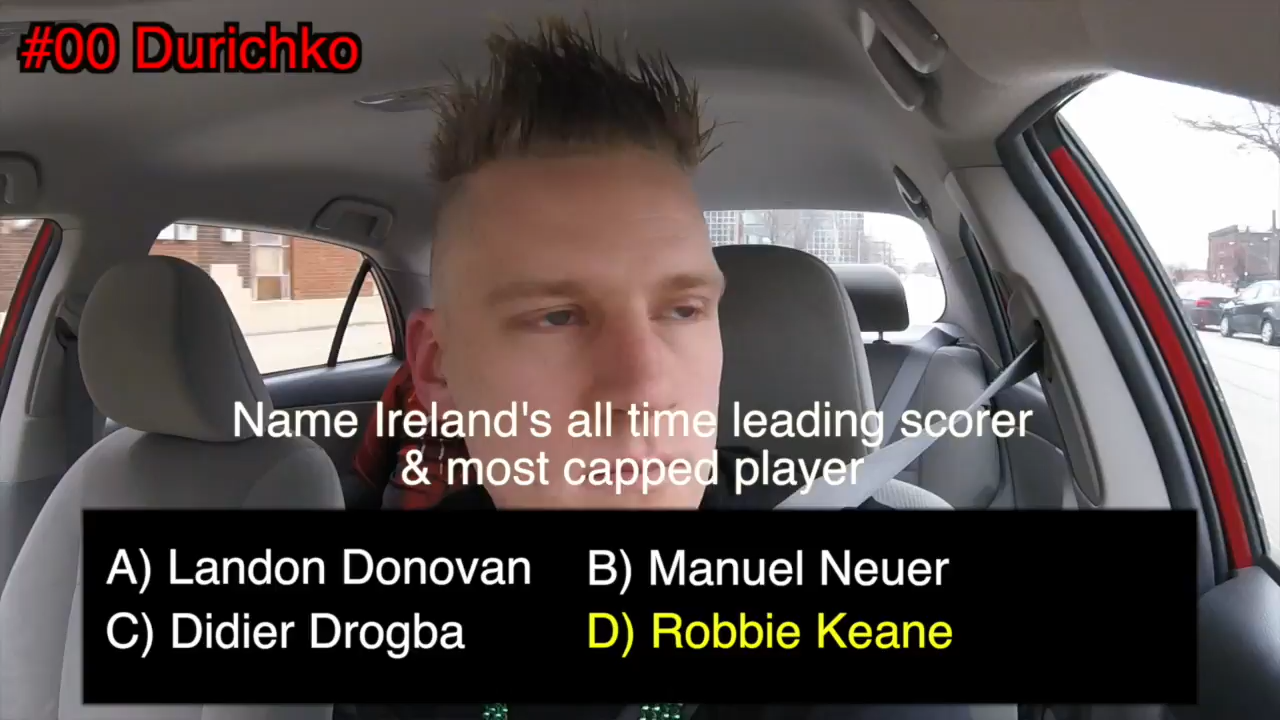 #00 Durichko
Name Ireland's all time leading scorer
& most capped player
A) Landon Donovan
B) Manuel Neuer
C) Didier Drogba
D) Robbie Keane